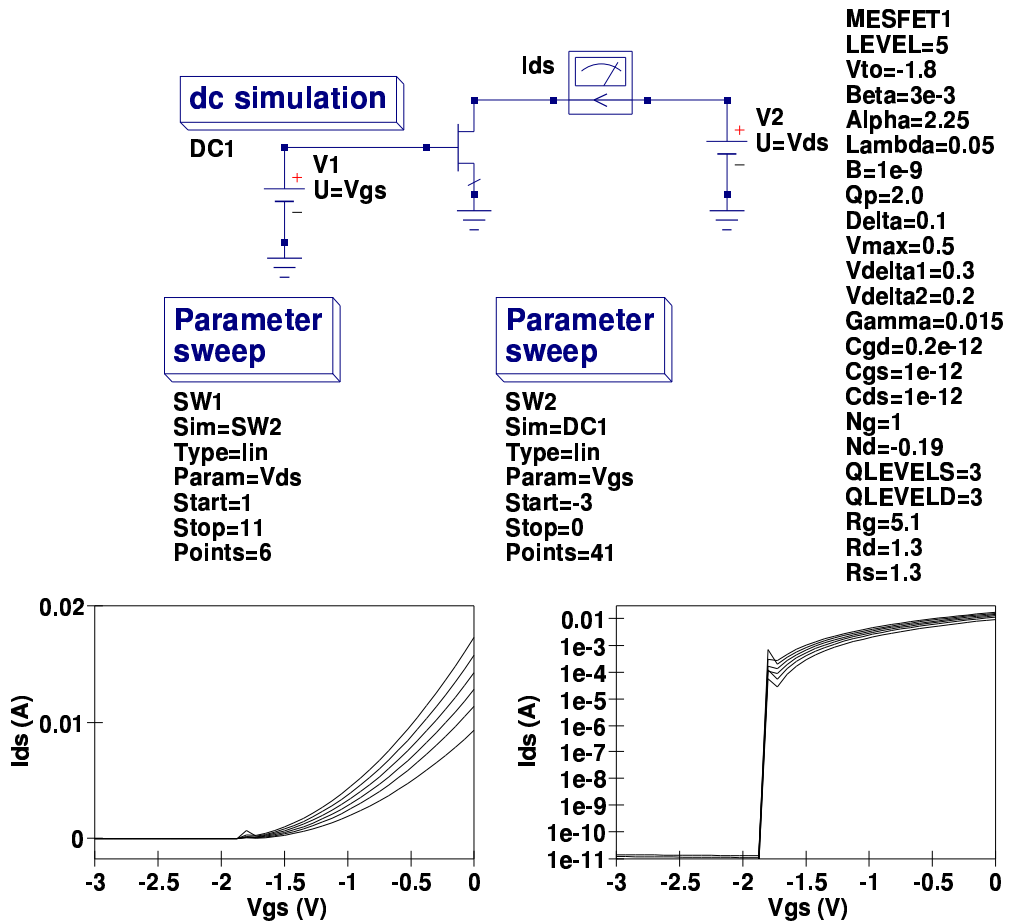 dc simulation
DC1
V1
U=Vgs
Ids
V2
U=Vds
MESFET1
LEVEL=5
Vto=-1.8
Beta=3e-3
Alpha=2.25
Lambda=0.05
B=1e-9
Qp=2.0
Delta=0.1
Vmax=0.5
Vdelta1=0.3
Vdelta2=0.2
Gamma=0.015
Cgd=0.2e-12
Cgs=1e-12
Cds=1e-12
Ng=1
Nd=-0.19
QLEVELS=3
QLEVELD=3
Rg=5.1
Rd=1.3
Rs=1.3
Parameter
sweep
SW1
Sim=SW2
Type=lin
Param=Vds
Start=1
Stop=11
Points=6
Parameter
sweep
SW2
Sim=DC1
Type=lin
Param=Vgs
Start=-3
Stop=0
Points=41
0.02
0.01
0
Ids (A)
-3 -2.5 -2 -1.5 -1 -0.5 0
Vgs (V)
0.01
1e-3
1e-4
1e-5
1e-6
1e-7
1e-8
1e-9
1e-10
1e-11
Ids (A)
-3 -2.5 -2 -1.5 -1 -0.5 0
Vgs (V)